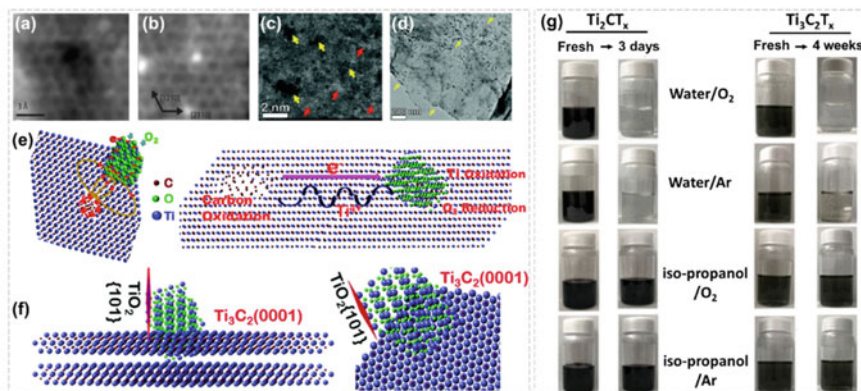 (a)
(b)
(c)
(d)
(g)
Ti₂CTₓ
Ti₃C₂Tₓ
Fresh → 3 days
Fresh → 4 weeks
2 nm
Water/O₂
(e)
O₂
C
O
Ti
e
Carbon
Oxidation
Ti Oxidation
O₂ Reduction
Water/Ar
(f)
TiO₂
{101}
Ti₃C₂(0001)
TiO₂{101}
Ti₃C₂(0001)
iso-propanol
/O₂
iso-propanol
/Ar